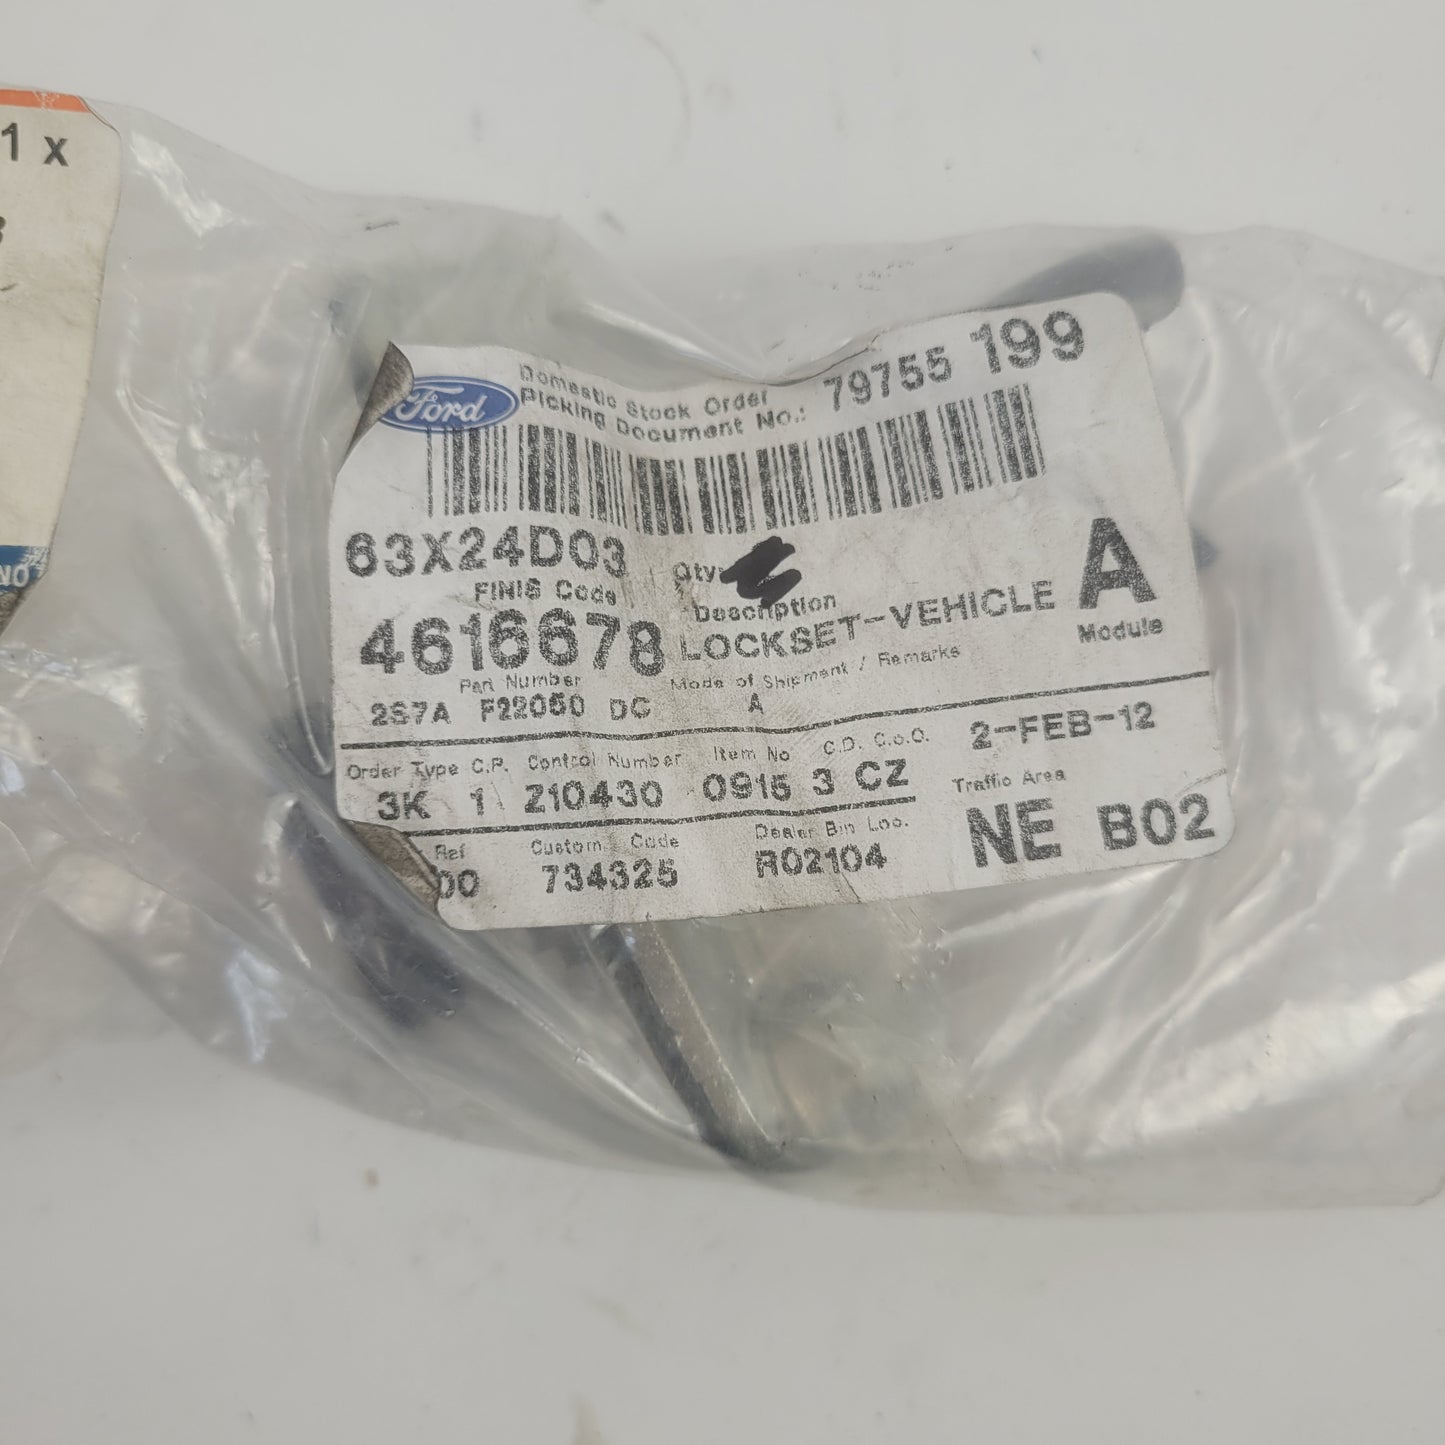 1 x
Ford
Domestic Stock Order
Picking Document No.: 79755 199
63X24D03
Qty
FINIS Code
Description
4616678 LOCKSET-VEHICLE A
Module
Part Number
Mode of Shipment / Remarks
2S7A F22050 DC A
Order Type C.P. Control Number Item No C.D. C.o.O. 2-FEB-12
3K 1 210430 0915 3 CZ
Traffic Area
Ref Custom. Code Dealer Bin Loc. NE B02
00 734325 R02104